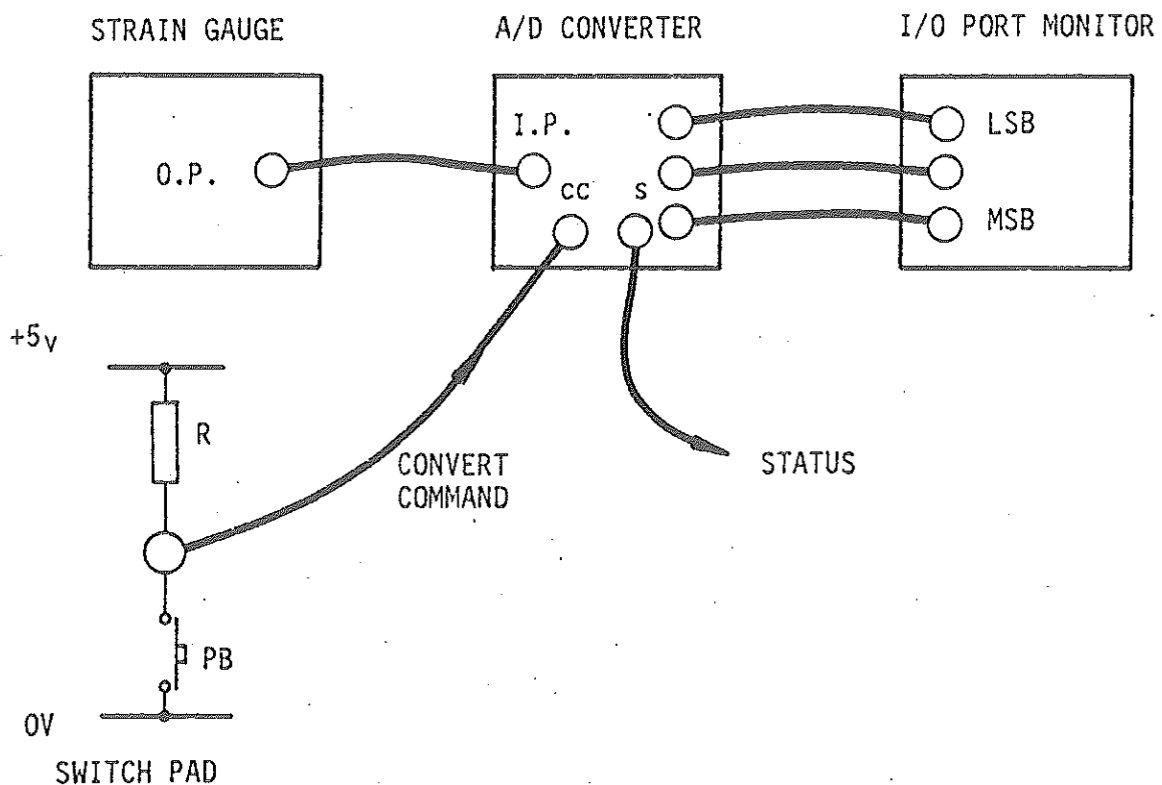 STRAIN GAUGE
A/D CONVERTER
I/O PORT MONITOR
O.P.
I.P.
CC
S
LSB
MSB
+5v
R
CONVERT
COMMAND
STATUS
PB
0V
SWITCH PAD